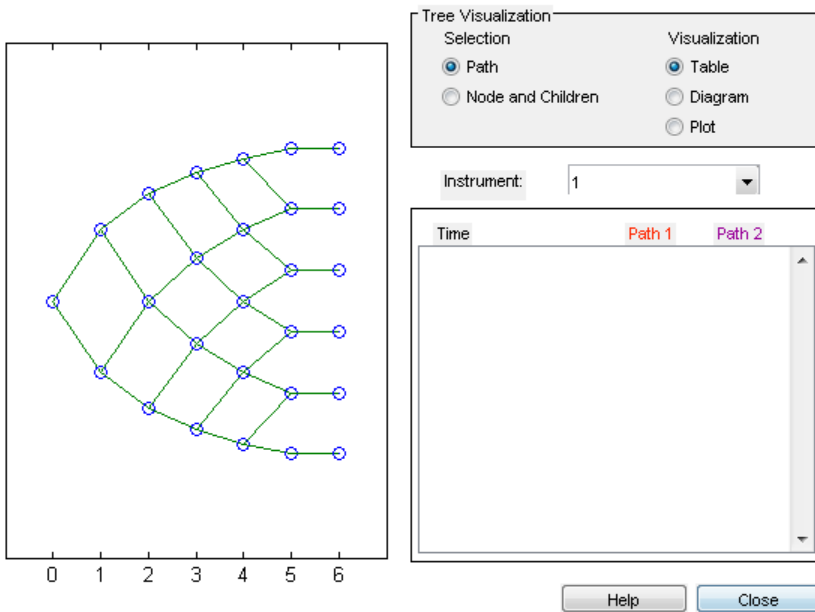 Tree Visualization
Selection
Visualization
Path
Table
Node and Children
Diagram
Plot
Instrument:
1
Time Path 1 Path 2
0 1 2 3 4 5 6
Help
Close